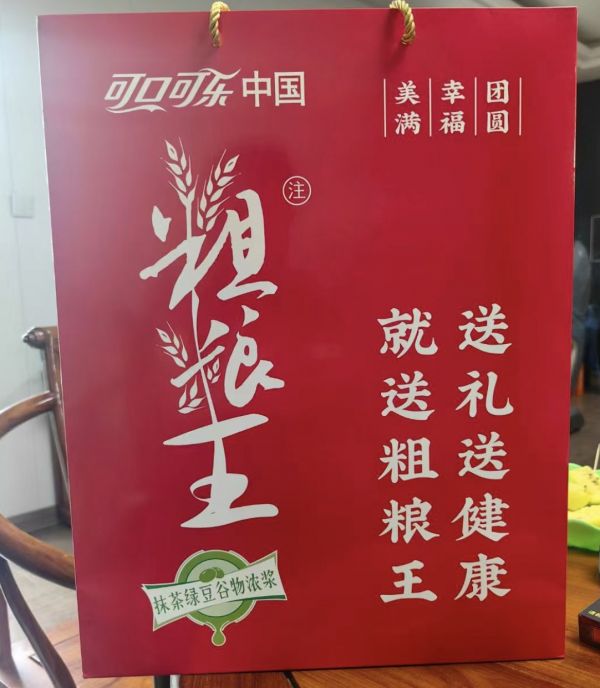 可口可乐中国
团圆
幸福
美满
粗粮王
注
送礼送健康
就送粗粮王
抹茶绿豆谷物浓浆